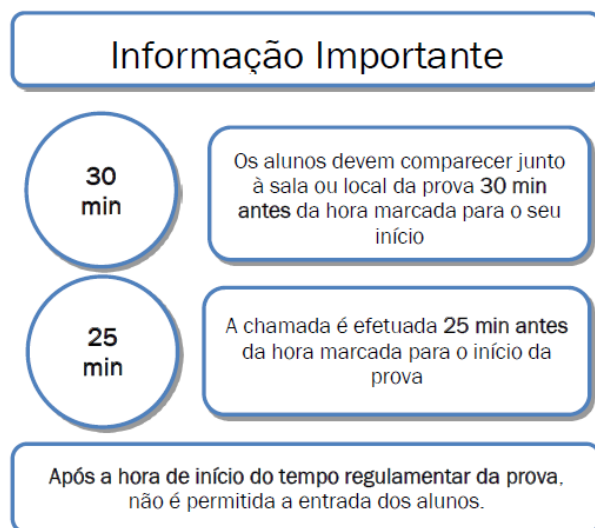 Informação Importante
30
min
Os alunos devem comparecer junto
à sala ou local da prova 30 min
antes da hora marcada para o seu
início
25
min
A chamada é efetuada 25 min antes
da hora marcada para o início da
prova
Após a hora de início do tempo regulamentar da prova,
não é permitida a entrada dos alunos.